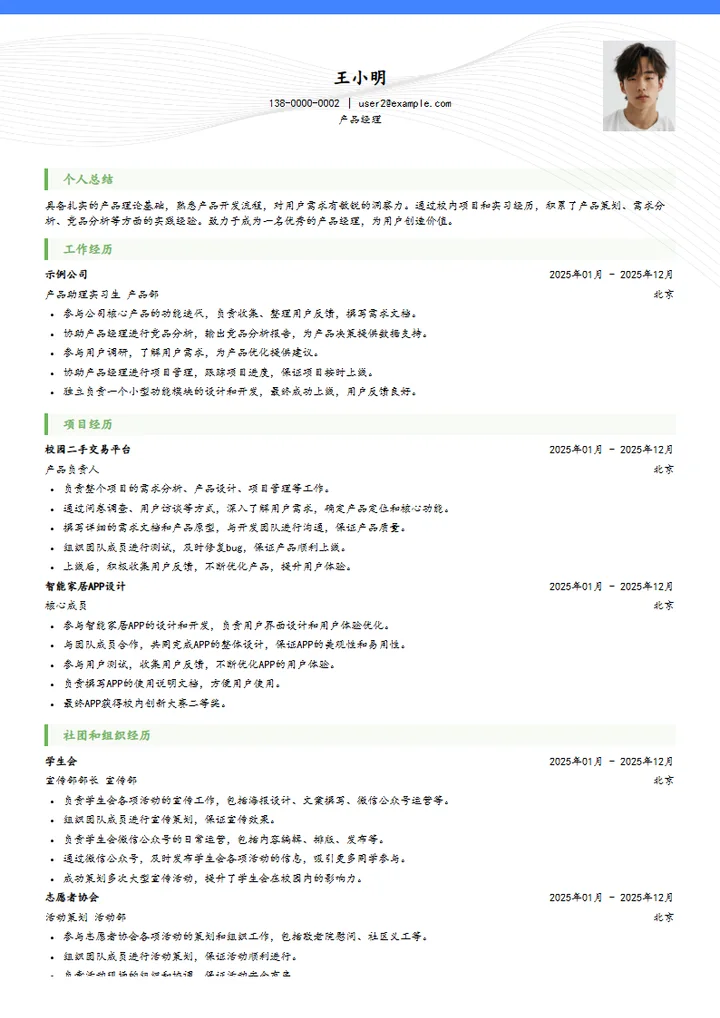 王小明
138-0000-0002 | user2@example.com
产品经理
个人总结
具备扎实的产品理论基础，熟悉产品开发流程，对用户需求有敏锐的洞察力。通过校内项目和实习经历，积累了产品策划、需求分
析、竞品分析等方面的实践经验。致力于成为一名优秀的产品经理，为用户创造价值。
工作经历
示例公司 2025年01月 - 2025年12月
产品助理实习生 产品部 北京
• 参与公司核心产品的功能迭代，负责收集、整理用户反馈，撰写需求文档。
• 协助产品经理进行竞品分析，输出竞品分析报告，为产品决策提供数据支持。
• 参与用户调研，了解用户需求，为产品优化提供建议。
• 协助产品经理进行项目管理，跟踪项目进度，保证项目按时上线。
• 独立负责一个小型功能模块的设计和开发，最终成功上线，用户反馈良好。
项目经历
校园二手交易平台 2025年01月 - 2025年12月
产品负责人 北京
• 负责整个项目的需求分析、产品设计、项目管理等工作。
• 通过问卷调查、用户访谈等方式，深入了解用户需求，确定产品定位和核心功能。
• 撰写详细的需求文档和产品原型，与开发团队进行沟通，保证产品质量。
• 组织团队成员进行测试，及时修复bug，保证产品顺利上线。
• 上线后，积极收集用户反馈，不断优化产品，提升用户体验。
智能家居APP设计 2025年01月 - 2025年12月
核心成员 北京
• 参与智能家居APP的设计和开发，负责用户界面设计和用户体验优化。
• 与团队成员合作，共同完成APP的整体设计，保证APP的美观性和易用性。
• 参与用户测试，收集用户反馈，不断优化APP的用户体验。
• 负责撰写APP的使用说明文档，方便用户使用。
• 最终APP获得校内创新大赛二等奖。
社团和组织经历
学生会 2025年01月 - 2025年12月
宣传部部长 宣传部 北京
• 负责学生会各项活动的宣传工作，包括海报设计、文案撰写、微信公众号运营等。
• 组织团队成员进行宣传策划，保证宣传效果。
• 负责学生会微信公众号的日常运营，包括内容编辑、排版、发布等。
• 通过微信公众号，及时发布学生会各项活动的信息，吸引更多同学参与。
• 成功策划多次大型宣传活动，提升了学生会在校园内的影响力。
志愿者协会 2025年01月 - 2025年12月
活动策划 活动部 北京
• 参与志愿者协会各项活动的策划和组织工作，包括敬老院慰问、社区义工等。
• 组织团队成员进行活动策划，保证活动顺利进行。
• 负责活动现场的组织和协调，保证活动安全有序。